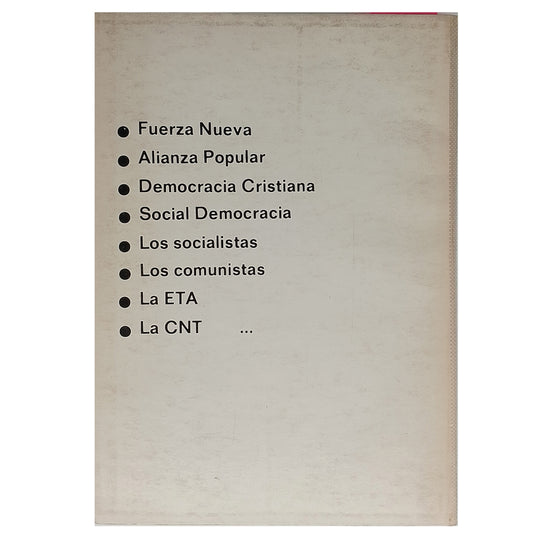 ● Fuerza Nueva
● Alianza Popular
● Democracia Cristiana
● Social Democracia
● Los socialistas
● Los comunistas
● La ETA
● La CNT ...